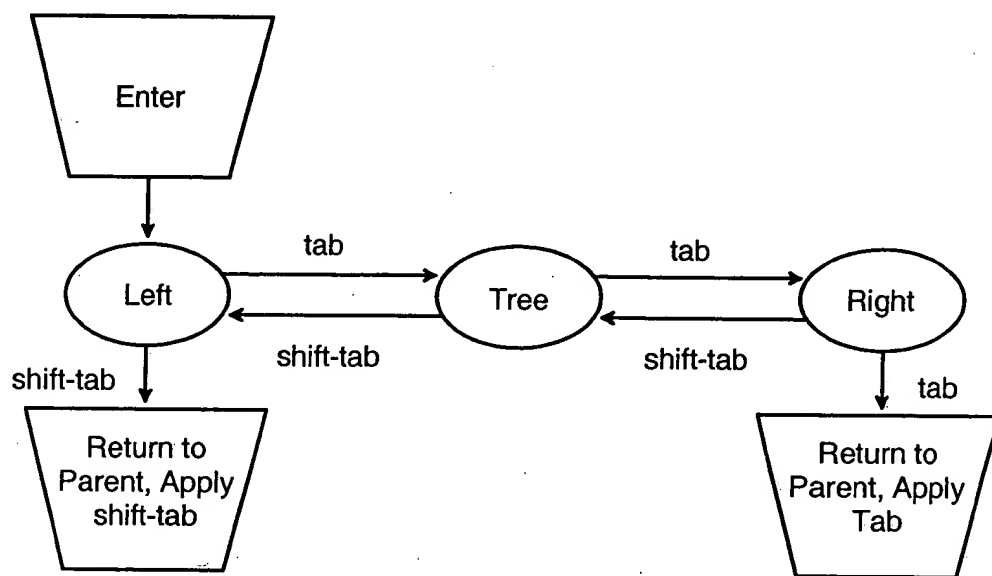 Enter
tab
tab
Left
Tree
Right
shift-tab
shift-tab
shift-tab
tab
Return to
Parent, Apply
shift-tab
Return to
Parent, Apply
Tab